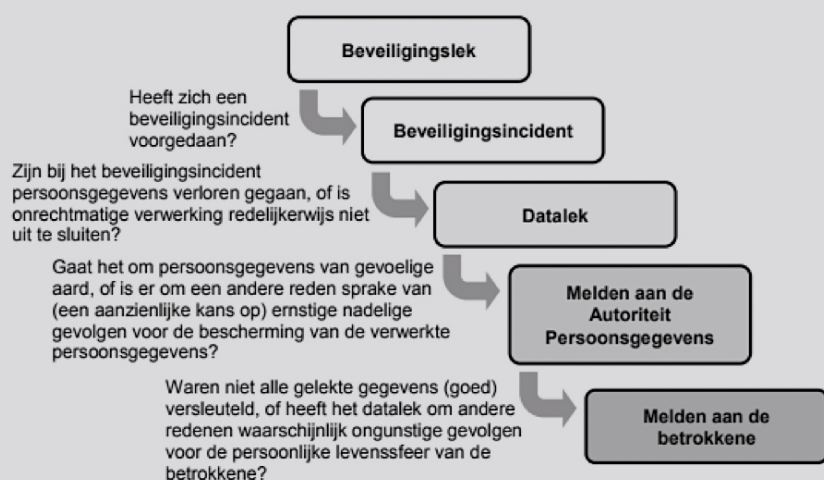 Beveiligingslek
Heeft zich een
beveiligingsincident
voorgedaan?
Beveiligingsincident
Zijn bij het beveiligingsincident
persoonsgegevens verloren gegaan, of is
onrechtmatige verwerking redelijkerwijs niet
uit te sluiten?
Datalek
Gaat het om persoonsgegevens van gevoelige
aard, of is er om een andere reden sprake van
(een aanzienlijke kans op) ernstige nadelige
gevolgen voor de bescherming van de verwerkte
persoonsgegevens?
Melden aan de
Autoriteit
Persoonsgegevens
Waren niet alle gelekte gegevens (goed)
versleuteld, of heeft het datalek om andere
redenen waarschijnlijk ongunstige gevolgen
voor de persoonlijke levenssfeer van de
betrokkene?
Melden aan de
betrokkene